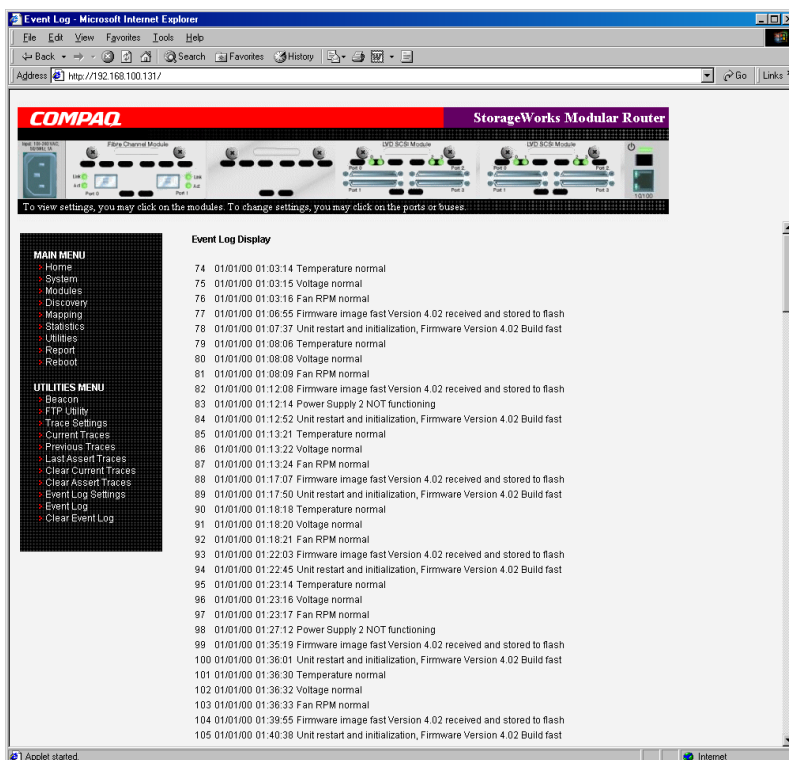 Event Log - Microsoft Internet Explorer
File Edit View Favorites Tools Help
Back Search Favorites History
Address http://192.168.100.131/ Go Links
COMPAQ StorageWorks Modular Router
Fibre Channel Module LVD SCSI Module LVD SCSI Module
Port 0 Port 2 Port 0 Port 2
Link Link
Act Act
Port 0 Port 1 Port 1 Port 3 Port 1 Port 3 10/100
To view settings, you may click on the modules. To change settings, you may click on the ports or buses.
Event Log Display
MAIN MENU
Home
System
Modules
Discovery
Mapping
Statistics
Utilities
Report
Reboot
UTILITIES MENU
Beacon
FTP Utility
Trace Settings
Current Traces
Previous Traces
Last Assert Traces
Clear Current Traces
Clear Assert Traces
Event Log Settings
Event Log
Clear Event Log
74 01/01/00 01:03:14 Temperature normal
75 01/01/00 01:03:15 Voltage normal
76 01/01/00 01:03:16 Fan RPM normal
77 01/01/00 01:06:55 Firmware image fast Version 4.02 received and stored to flash
78 01/01/00 01:07:37 Unit restart and initialization, Firmware Version 4.02 Build fast
79 01/01/00 01:08:06 Temperature normal
80 01/01/00 01:08:08 Voltage normal
81 01/01/00 01:08:09 Fan RPM normal
82 01/01/00 01:12:08 Firmware image fast Version 4.02 received and stored to flash
83 01/01/00 01:12:14 Power Supply 2 NOT functioning
84 01/01/00 01:12:52 Unit restart and initialization, Firmware Version 4.02 Build fast
85 01/01/00 01:13:21 Temperature normal
86 01/01/00 01:13:22 Voltage normal
87 01/01/00 01:13:24 Fan RPM normal
88 01/01/00 01:17:07 Firmware image fast Version 4.02 received and stored to flash
89 01/01/00 01:17:50 Unit restart and initialization, Firmware Version 4.02 Build fast
90 01/01/00 01:18:18 Temperature normal
91 01/01/00 01:18:20 Voltage normal
92 01/01/00 01:18:21 Fan RPM normal
93 01/01/00 01:22:03 Firmware image fast Version 4.02 received and stored to flash
94 01/01/00 01:22:45 Unit restart and initialization, Firmware Version 4.02 Build fast
95 01/01/00 01:23:14 Temperature normal
96 01/01/00 01:23:16 Voltage normal
97 01/01/00 01:23:17 Fan RPM normal
98 01/01/00 01:27:12 Power Supply 2 NOT functioning
99 01/01/00 01:35:19 Firmware image fast Version 4.02 received and stored to flash
100 01/01/00 01:36:01 Unit restart and initialization, Firmware Version 4.02 Build fast
101 01/01/00 01:36:30 Temperature normal
102 01/01/00 01:36:32 Voltage normal
103 01/01/00 01:36:33 Fan RPM normal
104 01/01/00 01:39:55 Firmware image fast Version 4.02 received and stored to flash
105 01/01/00 01:40:38 Unit restart and initialization, Firmware Version 4.02 Build fast
Applet started. Internet